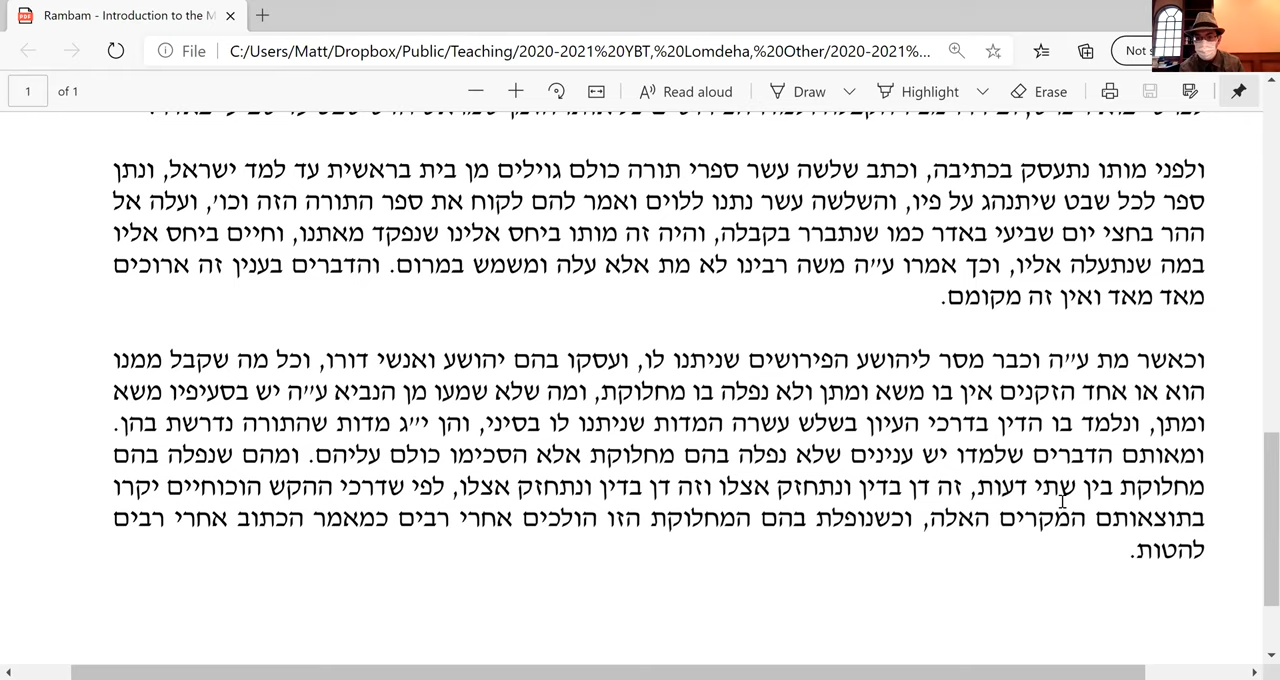 Rambam - Introduction to the M
File C:/Users/Matt/Dropbox/Public/Teaching/2020-2021%20YBT,%20Lomdeha,%20Other/2020-2021%... Not s
1 of 1 Read aloud Draw Highlight Erase
ולפני מותו נתעסק בכתיבה, וכתב שלשה עשר ספרי תורה כולם גוילים מן בית בראשית עד למד ישראל, ונתן
ספר לכל שבט שיתנהג על פיו, והשלשה עשר נתנו ללוים ואמר להם לקוח את ספר התורה הזה וכו', ועלה אל
ההר בחצי יום שביעי באדר כמו שנתברר בקבלה, והיה זה מותו ביחס אלינו שנפקד מאתנו, וחיים ביחס אליו
במה שנתעלה אליו, וכך אמרו ע"ה משה רבינו לא מת אלא עלה ומשמש במרום. והדברים בענין זה ארוכים
מאד מאד ואין זה מקומם.
וכאשר מת ע"ה וכבר מסר ליהושע הפירושים שניתנו לו, ועסקו בהם יהושע ואנשי דורו, וכל מה שקבל ממנו
הוא או אחד הזקנים אין בו משא ומתן ולא נפלה בו מחלוקת, ומה שלא שמעו מן הנביא ע"ה יש בסעיפיו משא
ומתן, ונלמד בו הדין בדרכי העיון בשלש עשרה המדות שניתנו לו בסיני, והן י"ג מדות שהתורה נדרשת בהן.
ומאותם הדברים שלמדו יש ענינים שלא נפלה בהם מחלוקת אלא הסכימו כולם עליהם. ומהם שנפלה בהם
מחלוקת בין שתי דעות, זה דן בדין ונתחזק אצלו וזה דן בדין ונתחזק אצלו, לפי שדרכי ההקש הוכוחיים יקרו
בתוצאותם המקרים האלה, וכשנופלת בהם המחלוקת הזו הולכים אחרי רבים כמאמר הכתוב אחרי רבים
להטות.